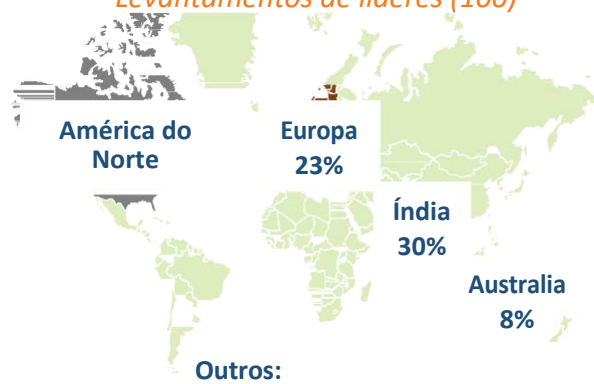 Levantamentos de líderes (100)
América do
Norte
Europa
23%
Índia
30%
Australia
8%
Outros: